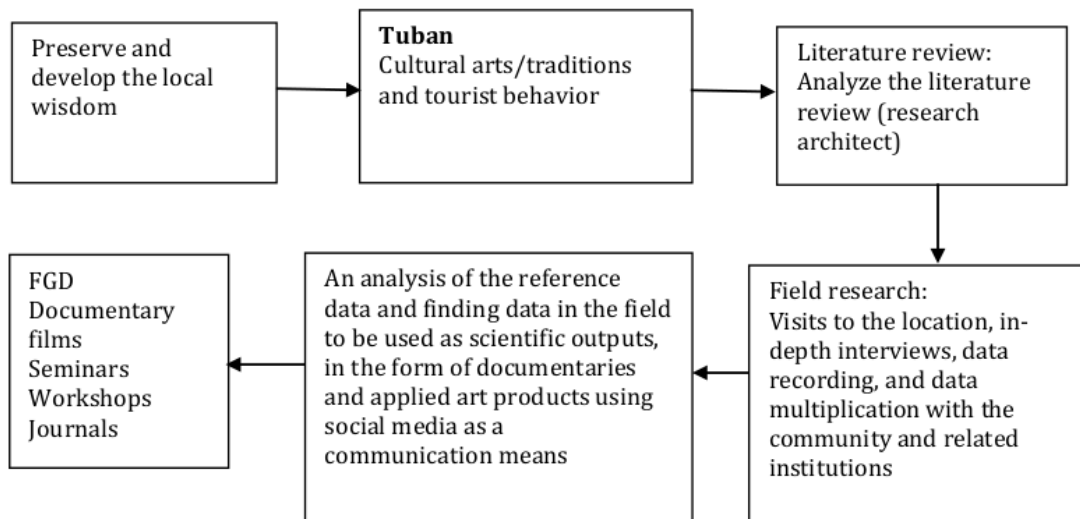 Preserve and
develop the local
wisdom
Tuban
Cultural arts/traditions
and tourist behavior
Literature review:
Analyze the literature
review (research
architect)
Field research:
Visits to the location, in-
depth interviews, data
recording, and data
multiplication with the
community and related
institutions
An analysis of the reference
data and finding data in the field
to be used as scientific outputs,
in the form of documentaries
and applied art products using
social media as a
communication means
FGD
Documentary
films
Seminars
Workshops
Journals